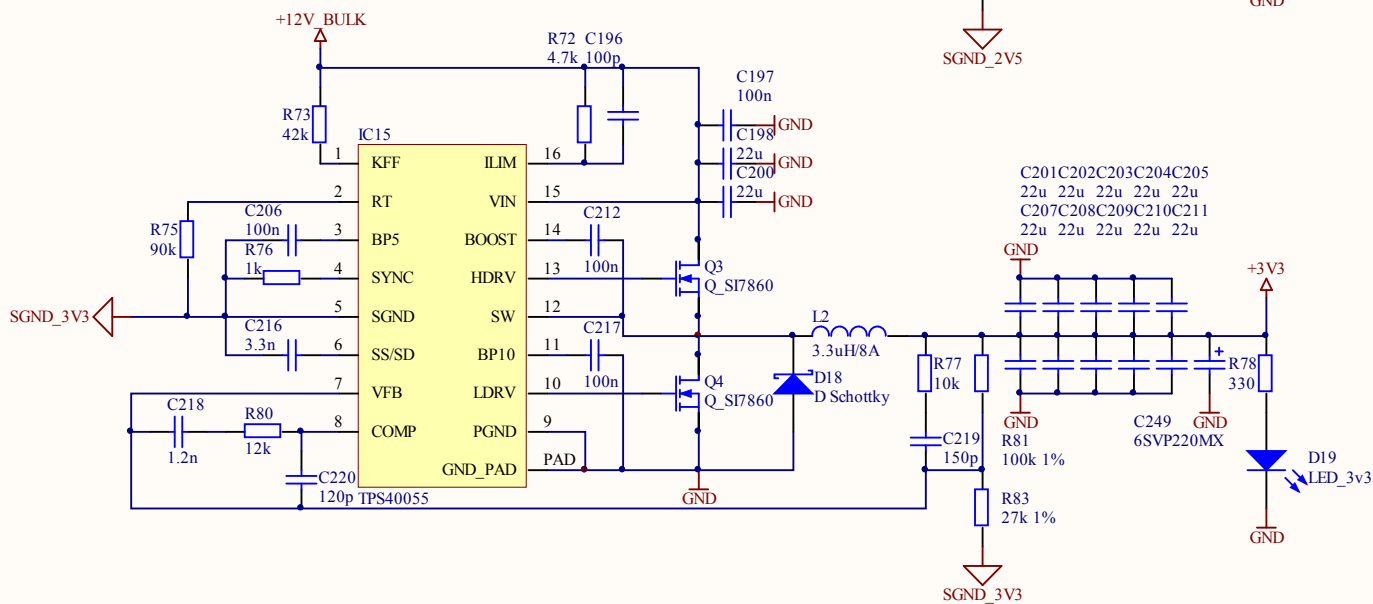 GND
SGND_2V5
+12V_BULK
R72 C196
4.7k 100p
C197
100n
GND
R73
42k
IC15
C198
22u
GND
1 KFF ILIM 16
C200
22u
GND
2 RT VIN 15
C201C202C203C204C205
22u 22u 22u 22u 22u
C207C208C209C210C211
22u 22u 22u 22u 22u
C206
100n
C212
100n
R75
90k
3 BP5 BOOST 14
R76
1k
4 SYNC HDRV 13
Q3
Q_SI7860
GND
+3V3
SGND_3V3
5 SGND SW 12
C216
3.3n
C217
100n
L2
3.3uH/8A
6 SS/SD BP10 11
R77
10k
+
R78
330
D18
D Schottky
7 VFB LDRV 10
Q4
Q_SI7860
C218
1.2n
R80
12k
8 COMP PGND 9
GND
GND
C249
6SVP220MX
C219
150p
R81
100k 1%
GND_PAD PAD
D19
LED_3v3
C220
120p
TPS40055
GND
R83
27k 1%
GND
SGND_3V3